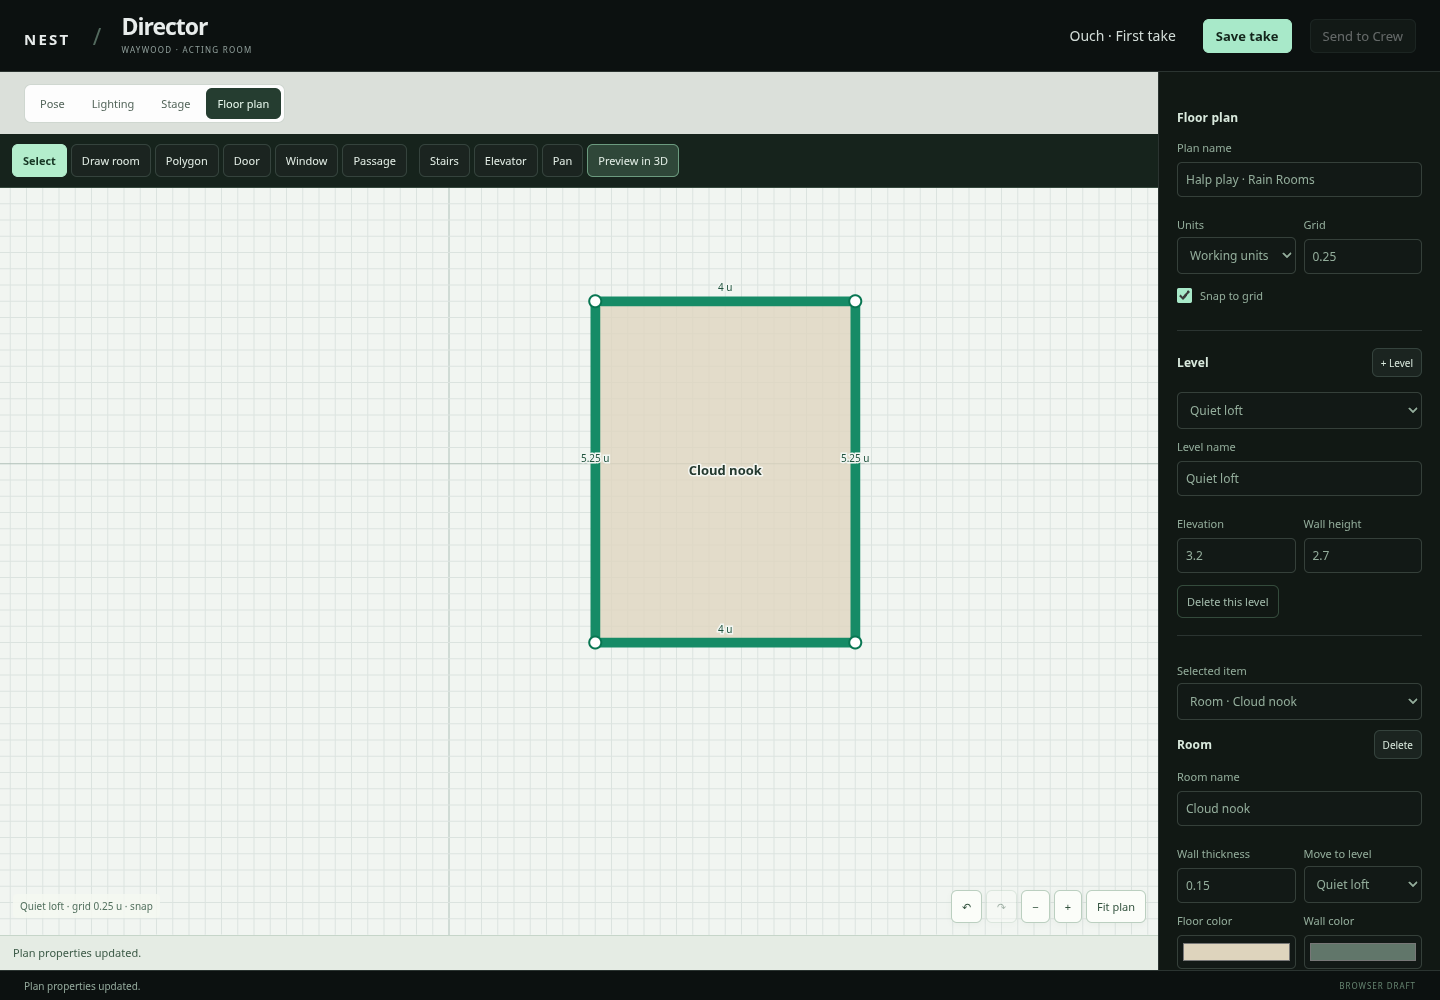 NEST / Director
WAYWOOD · ACTING ROOM
Ouch · First take
Save take
Send to Crew
Pose
Lighting
Stage
Floor plan
Select
Draw room
Polygon
Door
Window
Passage
Stairs
Elevator
Pan
Preview in 3D
4 u
5.25 u
5.25 u
Cloud nook
4 u
Quiet loft · grid 0.25 u · snap
↶
↷
−
+
Fit plan
Plan properties updated.
Floor plan
Plan name
Halp play · Rain Rooms
Units
Grid
Working units
0.25
Snap to grid
Level
+ Level
Quiet loft
Level name
Quiet loft
Elevation
Wall height
3.2
2.7
Delete this level
Selected item
Room · Cloud nook
Room
Delete
Room name
Cloud nook
Wall thickness
Move to level
0.15
Quiet loft
Floor color
Wall color
Plan properties updated.
BROWSER DRAFT